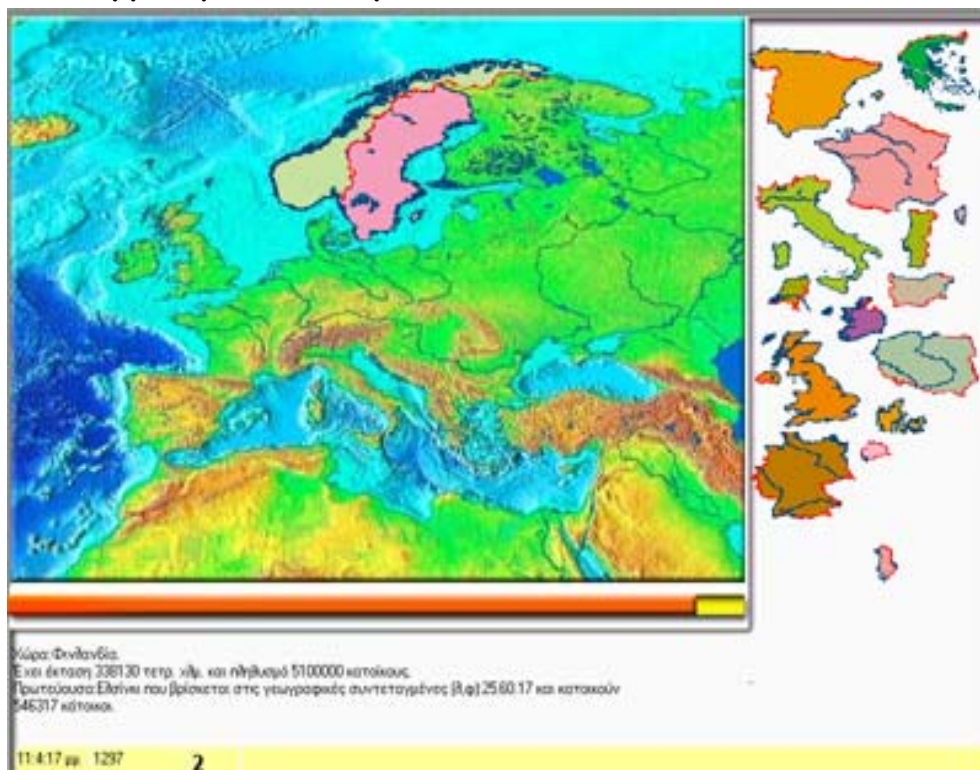 Χώρα:Φινλανδία.
Έχει έκταση 338130 τετρ. χιλμ. και πληθυσμό 5100000 κατοίκους.
Πρωτεύουσα:Ελσίνκι που βρίσκεται στις γεωγραφικές συντεταγμένες (λ,φ):25.60.17 και κατοικούν
546317 κάτοικοι.
11:4:17 μμ 1297 2